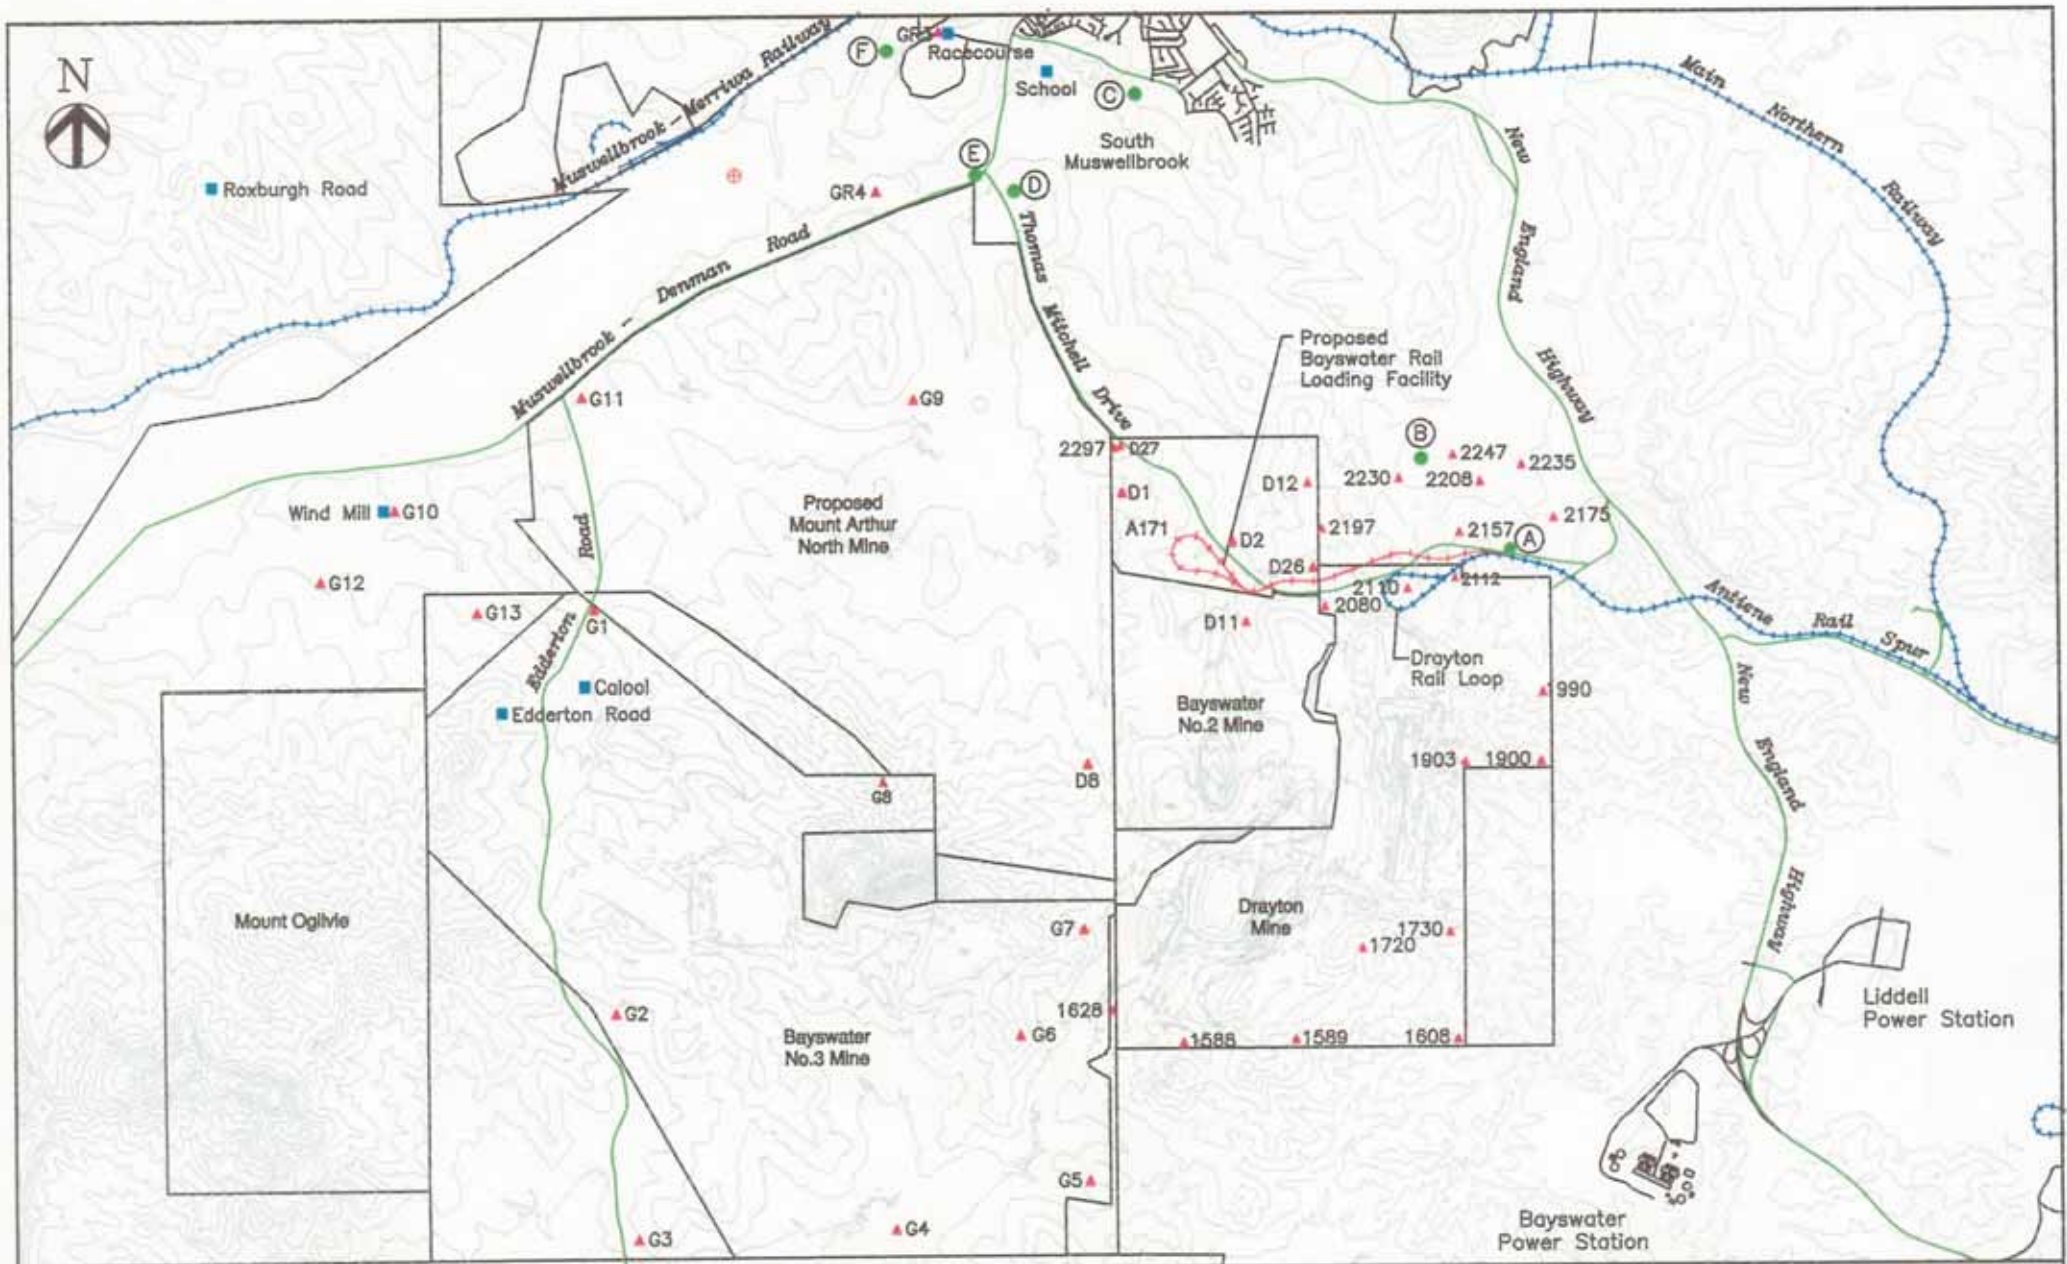 N
Muswellbrook - Merriwa Railway
F
GR3
Racecourse
School
C
South
Muswellbrook
Main Northern Railway
Roxburgh Road
GR4
E
D
New England Highway
Muswellbrook - Denman Road
Thomas Mitchell Drive
Proposed
Bayswater Rail
Loading Facility
G11
G9
B
2247
2235
2297
D27
D12
2230
2208
D1
Wind Mill
G10
Proposed
Mount Arthur
North Mine
A171
2197
2157
2175
D2
A
D26
2110
2112
2080
G12
G13
G1
Edderton Road
D11
Antiene Rail Spur
Drayton
Rail Loop
Calool
Edderton Road
Bayswater
No.2 Mine
1990
New England Highway
D8
G8
1903
1900
Mount Ogilvie
G7
Drayton
Mine
1730
1720
G2
1628
G6
Bayswater
No.3 Mine
1588
1589
1608
Liddell
Power Station
G5
G4
G3
Bayswater
Power Station